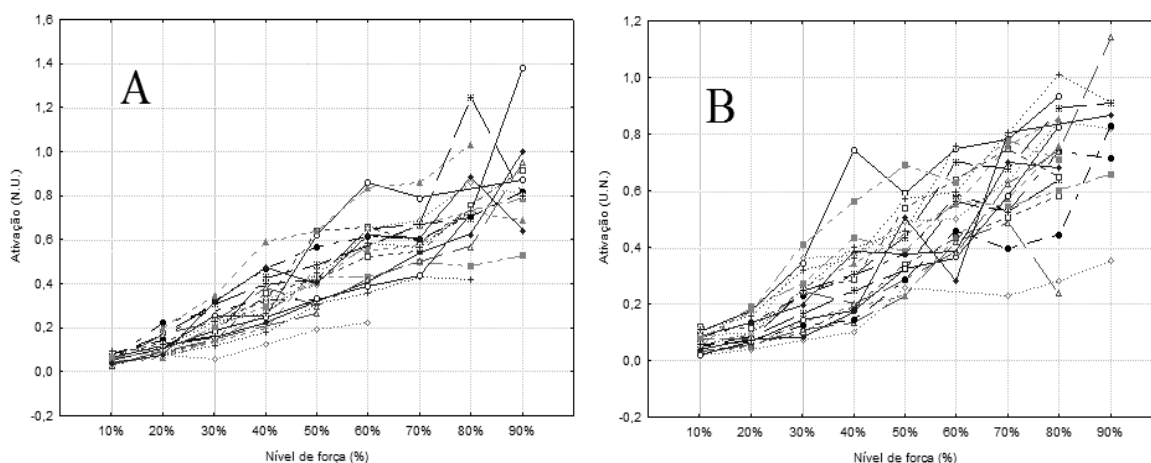 A
Ativação (N.U.)
1,6
1,4
1,2
1,0
0,8
0,6
0,4
0,2
0,0
-0,2
10% 20% 30% 40% 50% 60% 70% 80% 90%
Nível de força (%)
B
Ativação (U.N.)
1,2
1,0
0,8
0,6
0,4
0,2
0,0
-0,2
10% 20% 30% 40% 50% 60% 70% 80% 90%
Nível de força (%)